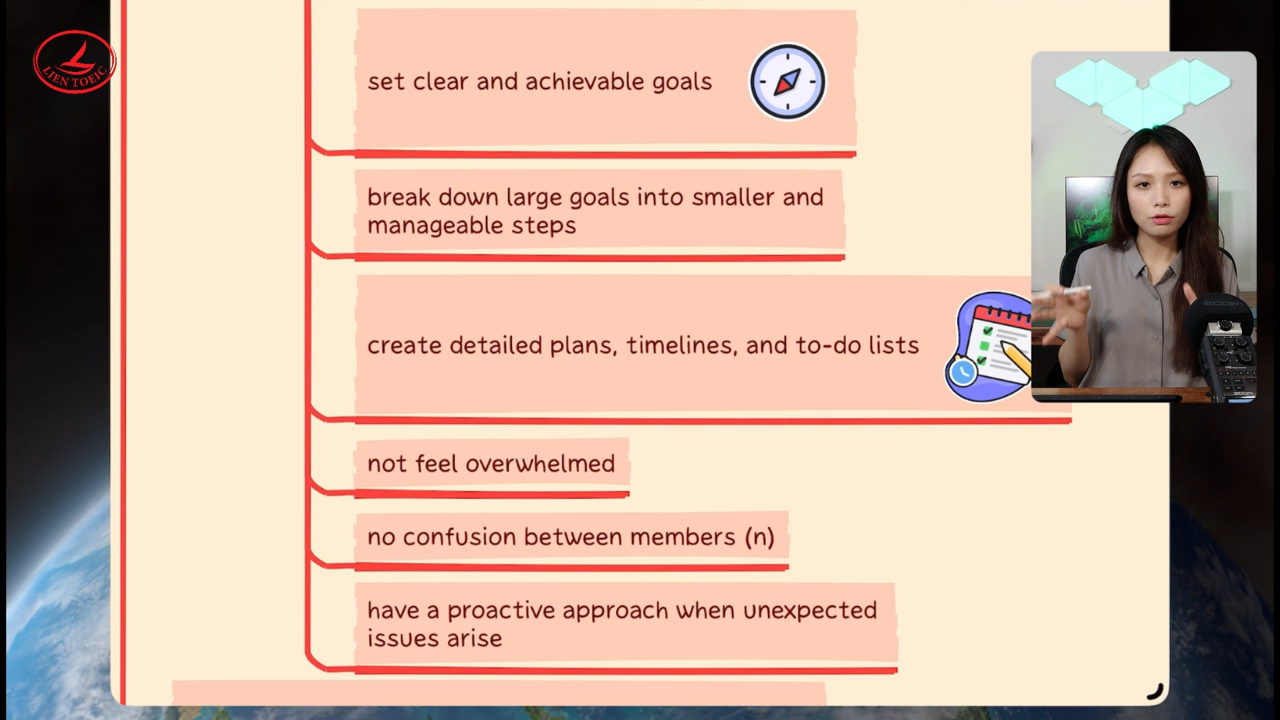 LIEN TOEIC
set clear and achievable goals
break down large goals into smaller and
manageable steps
create detailed plans, timelines, and to-do lists
not feel overwhelmed
no confusion between members (n)
have a proactive approach when unexpected
issues arise